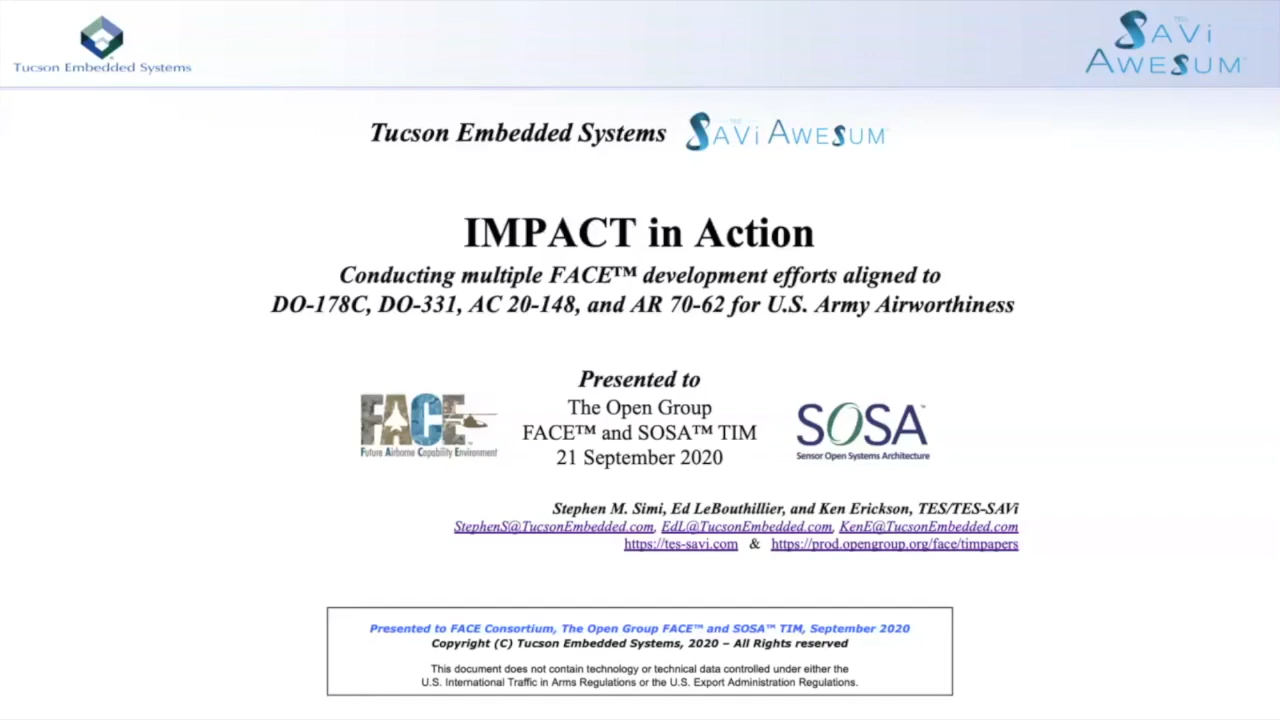 Tucson Embedded Systems
SAVi
AWESUM
Tucson Embedded Systems SAVi AWESUM
IMPACT in Action
Conducting multiple FACE™ development efforts aligned to
DO-178C, DO-331, AC 20-148, and AR 70-62 for U.S. Army Airworthiness
Presented to
The Open Group
FACE™ and SOSA™ TIM
21 September 2020
FACE™
Future Airborne Capability Environment
SOSA™
Sensor Open Systems Architecture
Stephen M. Simi, Ed LeBouthillier, and Ken Erickson, TES/TES-SAVi
StephenS@TucsonEmbedded.com, EdL@TucsonEmbedded.com, KenE@TucsonEmbedded.com
https://tes-savi.com & https://prod.opengroup.org/face/timpapers
Presented to FACE Consortium, The Open Group FACE™ and SOSA™ TIM, September 2020
Copyright (C) Tucson Embedded Systems, 2020 – All Rights reserved
This document does not contain technology or technical data controlled under either the
U.S. International Traffic in Arms Regulations or the U.S. Export Administration Regulations.